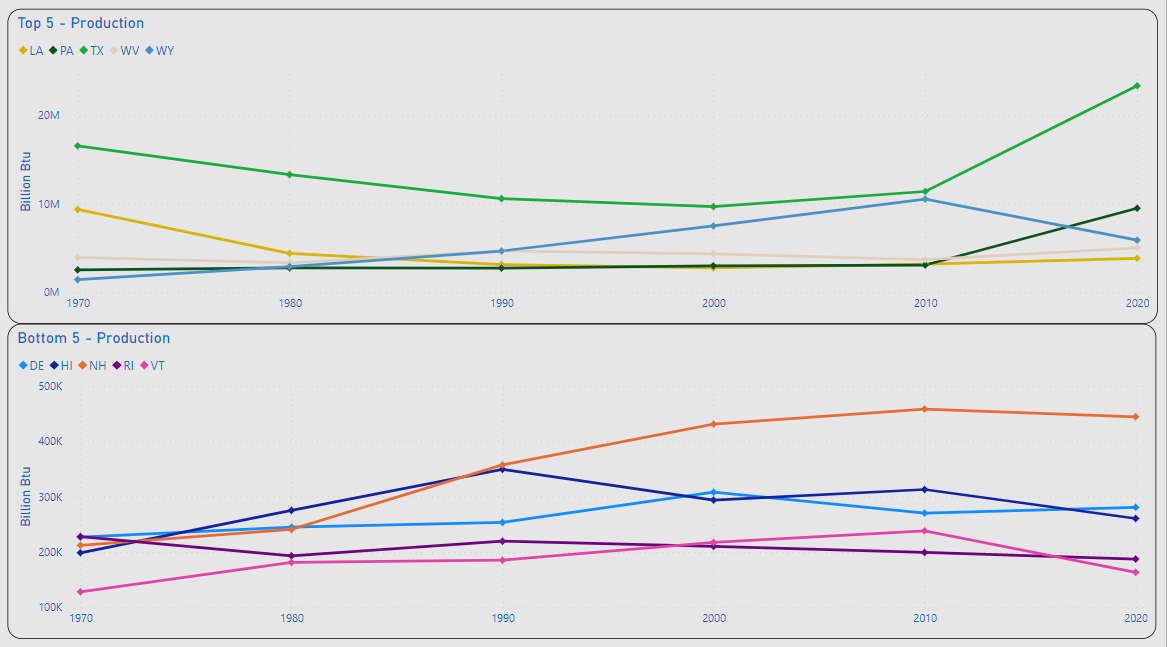 Top 5 - Production
LA PA TX WV WY
Billion Btu
20M
10M
0M
1970 1980 1990 2000 2010 2020
Bottom 5 - Production
DE HI NH RI VT
Billion Btu
500K
400K
300K
200K
100K
1970 1980 1990 2000 2010 2020